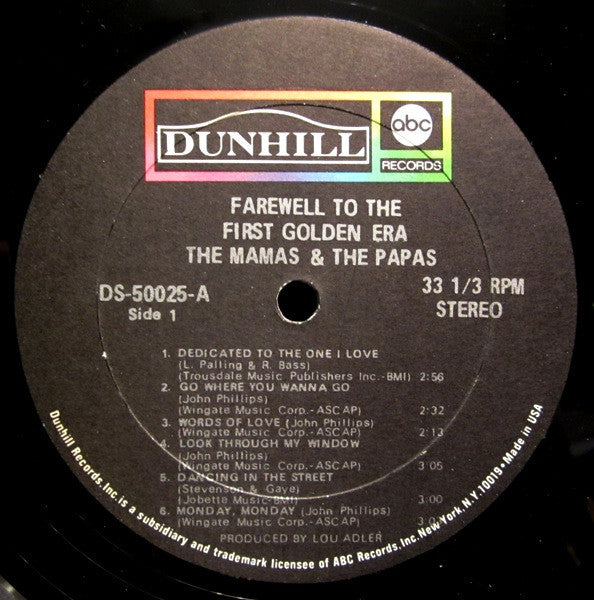 DUNHILL
abc
RECORDS
FAREWELL TO THE
FIRST GOLDEN ERA
THE MAMAS & THE PAPAS
DS-50025-A
Side 1
33 1/3 RPM
STEREO
1. DEDICATED TO THE ONE I LOVE
(L. Palling & R. Bass)
(Trousdale Music Publishers Inc.-BMI) 2:56
2. GO WHERE YOU WANNA GO
(John Phillips)
(Wingate Music Corp.-ASCAP) 2:32
3. WORDS OF LOVE (John Phillips)
(Wingate Music Corp.-ASCAP) 2:13
4. LOOK THROUGH MY WINDOW
(John Phillips)
(Wingate Music Corp.-ASCAP) 3:05
5. DANCING IN THE STREET
(Stevenson & Gaye)
(Jobette Music-BMI) 3:00
6. MONDAY, MONDAY (John Phillips)
(Wingate Music Corp.-ASCAP)
PRODUCED BY LOU ADLER
Dunhill Records, Inc. is a subsidiary and trademark licensee of ABC Records, Inc. New York, N.Y. 10019 • Made in USA